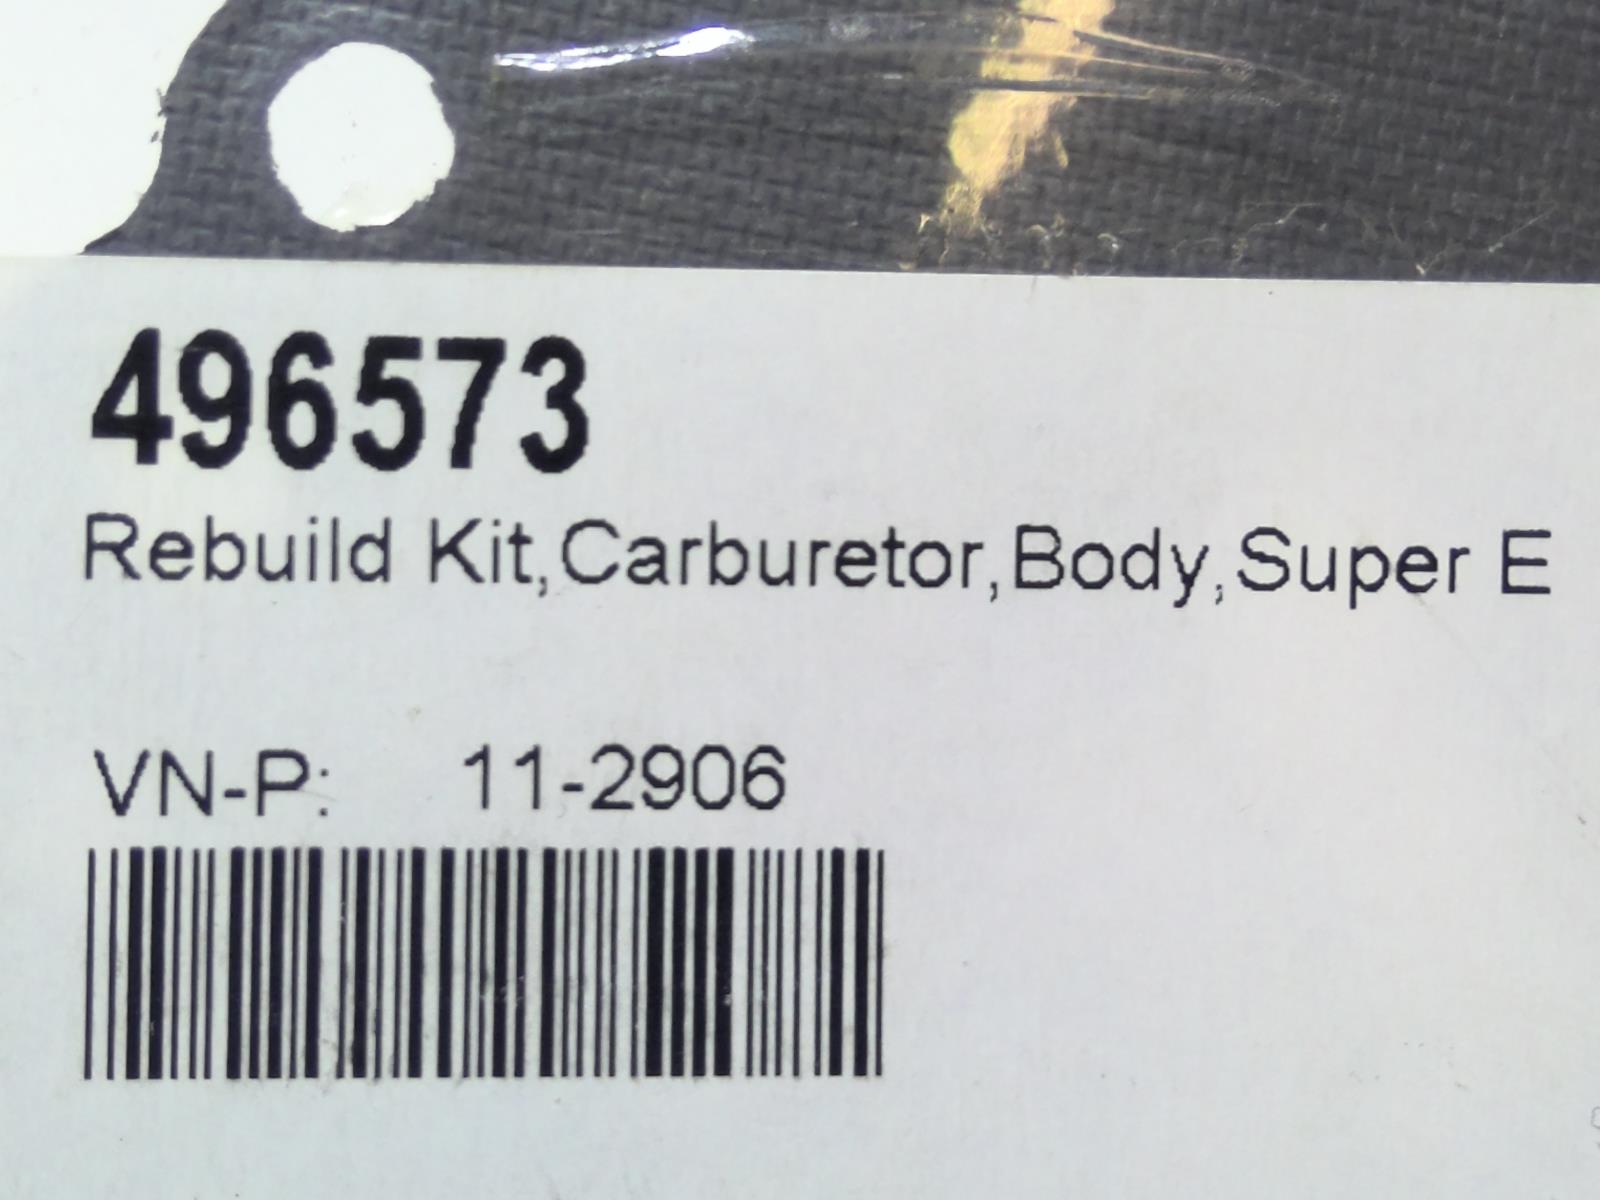 496573
Rebuild Kit,Carburetor,Body,Super E
VN-P: 11-2906